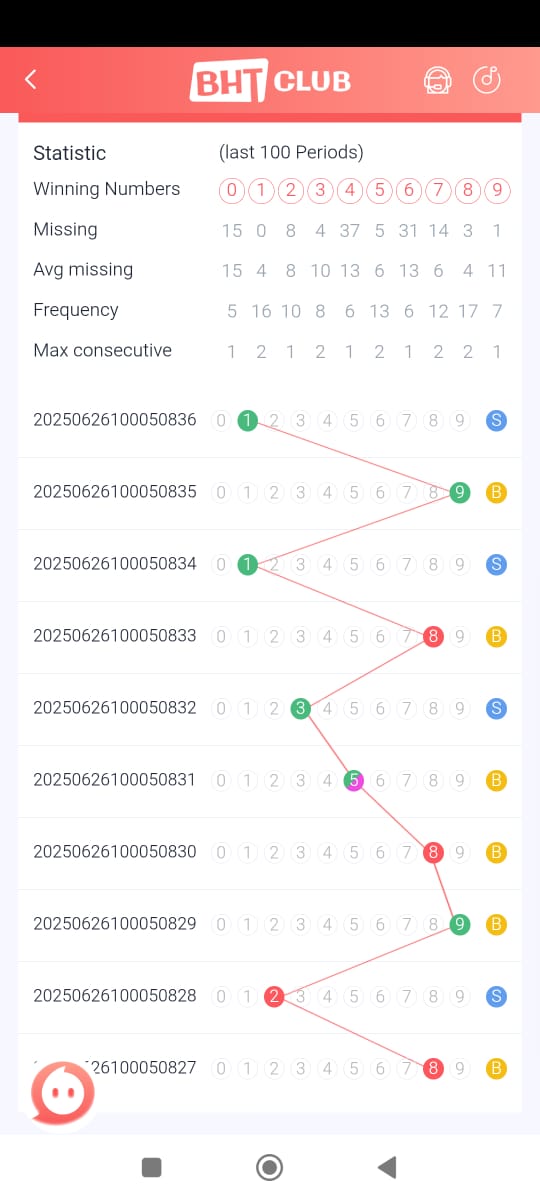 BHT CLUB
Statistic (last 100 Periods)
Winning Numbers 0 1 2 3 4 5 6 7 8 9
Missing 15 0 8 4 37 5 31 14 3 1
Avg missing 15 4 8 10 13 6 13 6 4 11
Frequency 5 16 10 8 6 13 6 12 17 7
Max consecutive 1 2 1 2 1 2 1 2 2 1
20250626100050836 0 1 2 3 4 5 6 7 8 9 S
20250626100050835 0 1 2 3 4 5 6 7 8 9 B
20250626100050834 0 1 2 3 4 5 6 7 8 9 S
20250626100050833 0 1 2 3 4 5 6 7 8 9 B
20250626100050832 0 1 2 3 4 5 6 7 8 9 S
20250626100050831 0 1 2 3 4 5 6 7 8 9 B
20250626100050830 0 1 2 3 4 5 6 7 8 9 B
20250626100050829 0 1 2 3 4 5 6 7 8 9 B
20250626100050828 0 1 2 3 4 5 6 7 8 9 S
26100050827 0 1 2 3 4 5 6 7 8 9 B